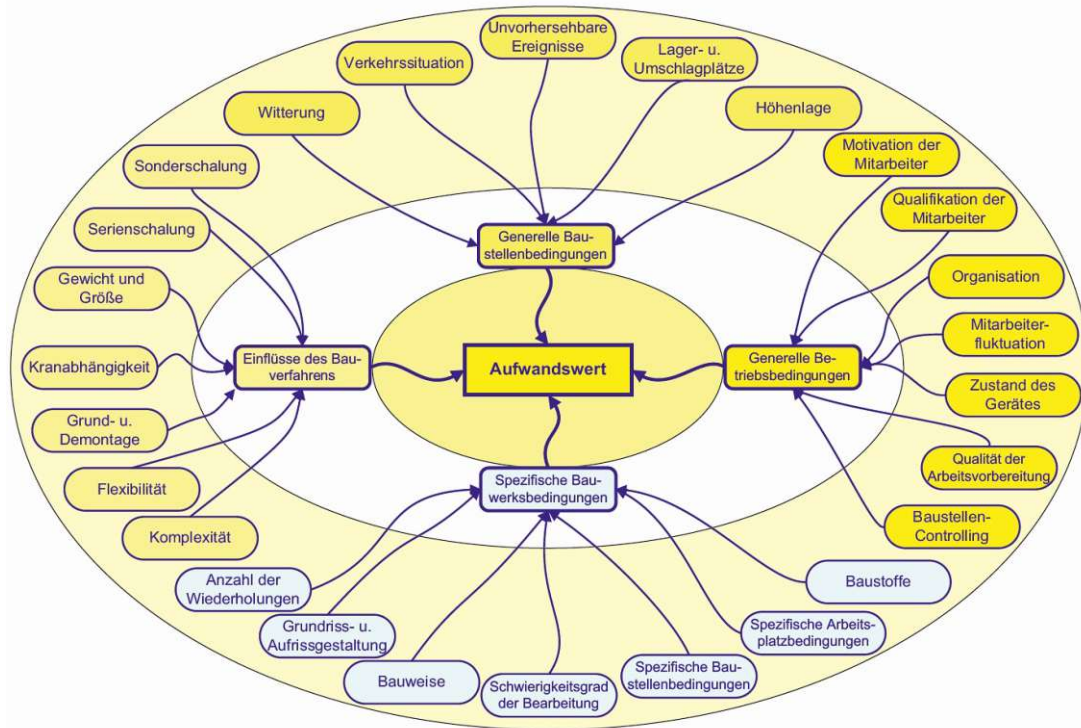 Unvorhersehbare
Ereignisse
Lager- u.
Umschlagplätze
Verkehrssituation
Höhenlage
Witterung
Motivation der
Mitarbeiter
Sonderschalung
Qualifikation der
Mitarbeiter
Serienschalung
Generelle Bau-
stellenbedingungen
Gewicht und
Größe
Organisation
Mitarbeiter-
fluktuation
Kranabhängigkeit
Einflüsse des Bau-
verfahrens
Aufwandswert
Generelle Be-
triebsbedingungen
Zustand des
Gerätes
Grund- u.
Demontage
Qualität der
Arbeitsvorbereitung
Flexibilität
Spezifische Bau-
werksbedingungen
Baustellen-
Controlling
Komplexität
Anzahl der
Wiederholungen
Baustoffe
Grundriss- u.
Aufrissgestaltung
Spezifische Arbeits-
platzbedingungen
Bauweise
Schwierigkeitsgrad
der Bearbeitung
Spezifische Bau-
stellenbedingungen